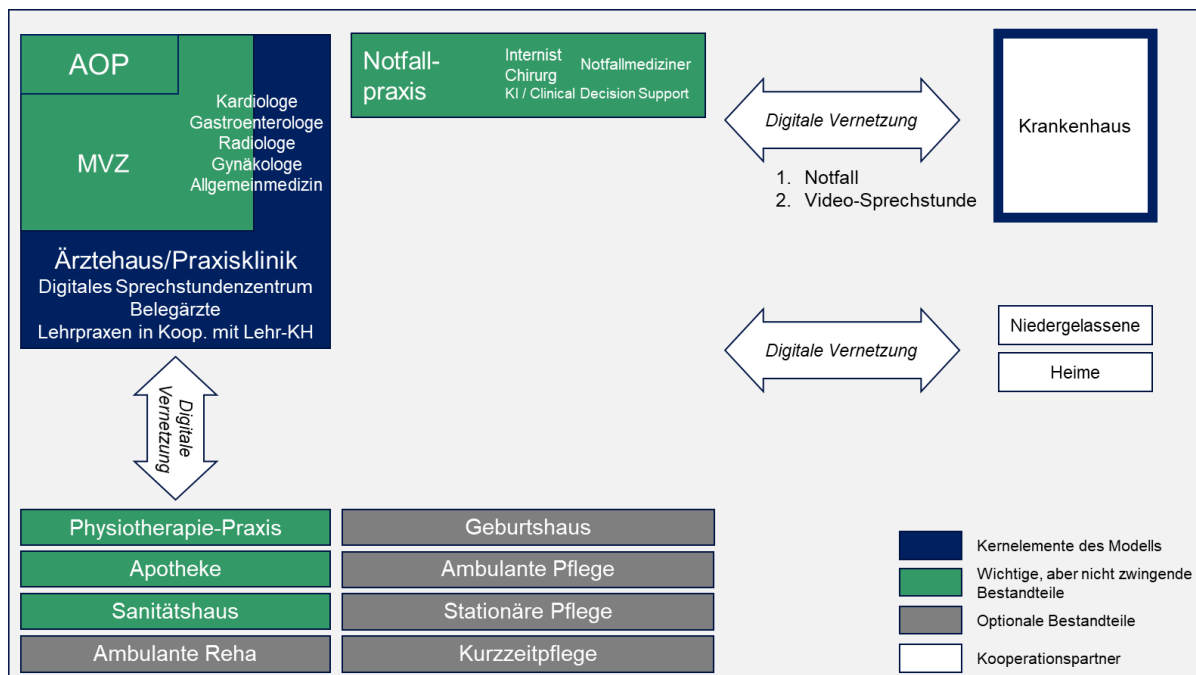 AOP
MVZ
Kardiologe
Gastroenterologe
Radiologe
Gynäkologe
Allgemeinmedizin
Ärztehaus/Praxisklinik
Digitales Sprechstundenzentrum
Belegärzte
Lehrpraxen in Koop. mit Lehr-KH
Notfall-
praxis
Internist
Chirurg
Notfallmediziner
KI / Clinical Decision Support
Digitale Vernetzung
1. Notfall
2. Video-Sprechstunde
Krankenhaus
Digitale Vernetzung
Niedergelassene
Heime
Digitale
Vernetzung
Physiotherapie-Praxis
Apotheke
Sanitätshaus
Ambulante Reha
Geburtshaus
Ambulante Pflege
Stationäre Pflege
Kurzzeitpflege
Kernelemente des Modells
Wichtige, aber nicht zwingende
Bestandteile
Optionale Bestandteile
Kooperationspartner